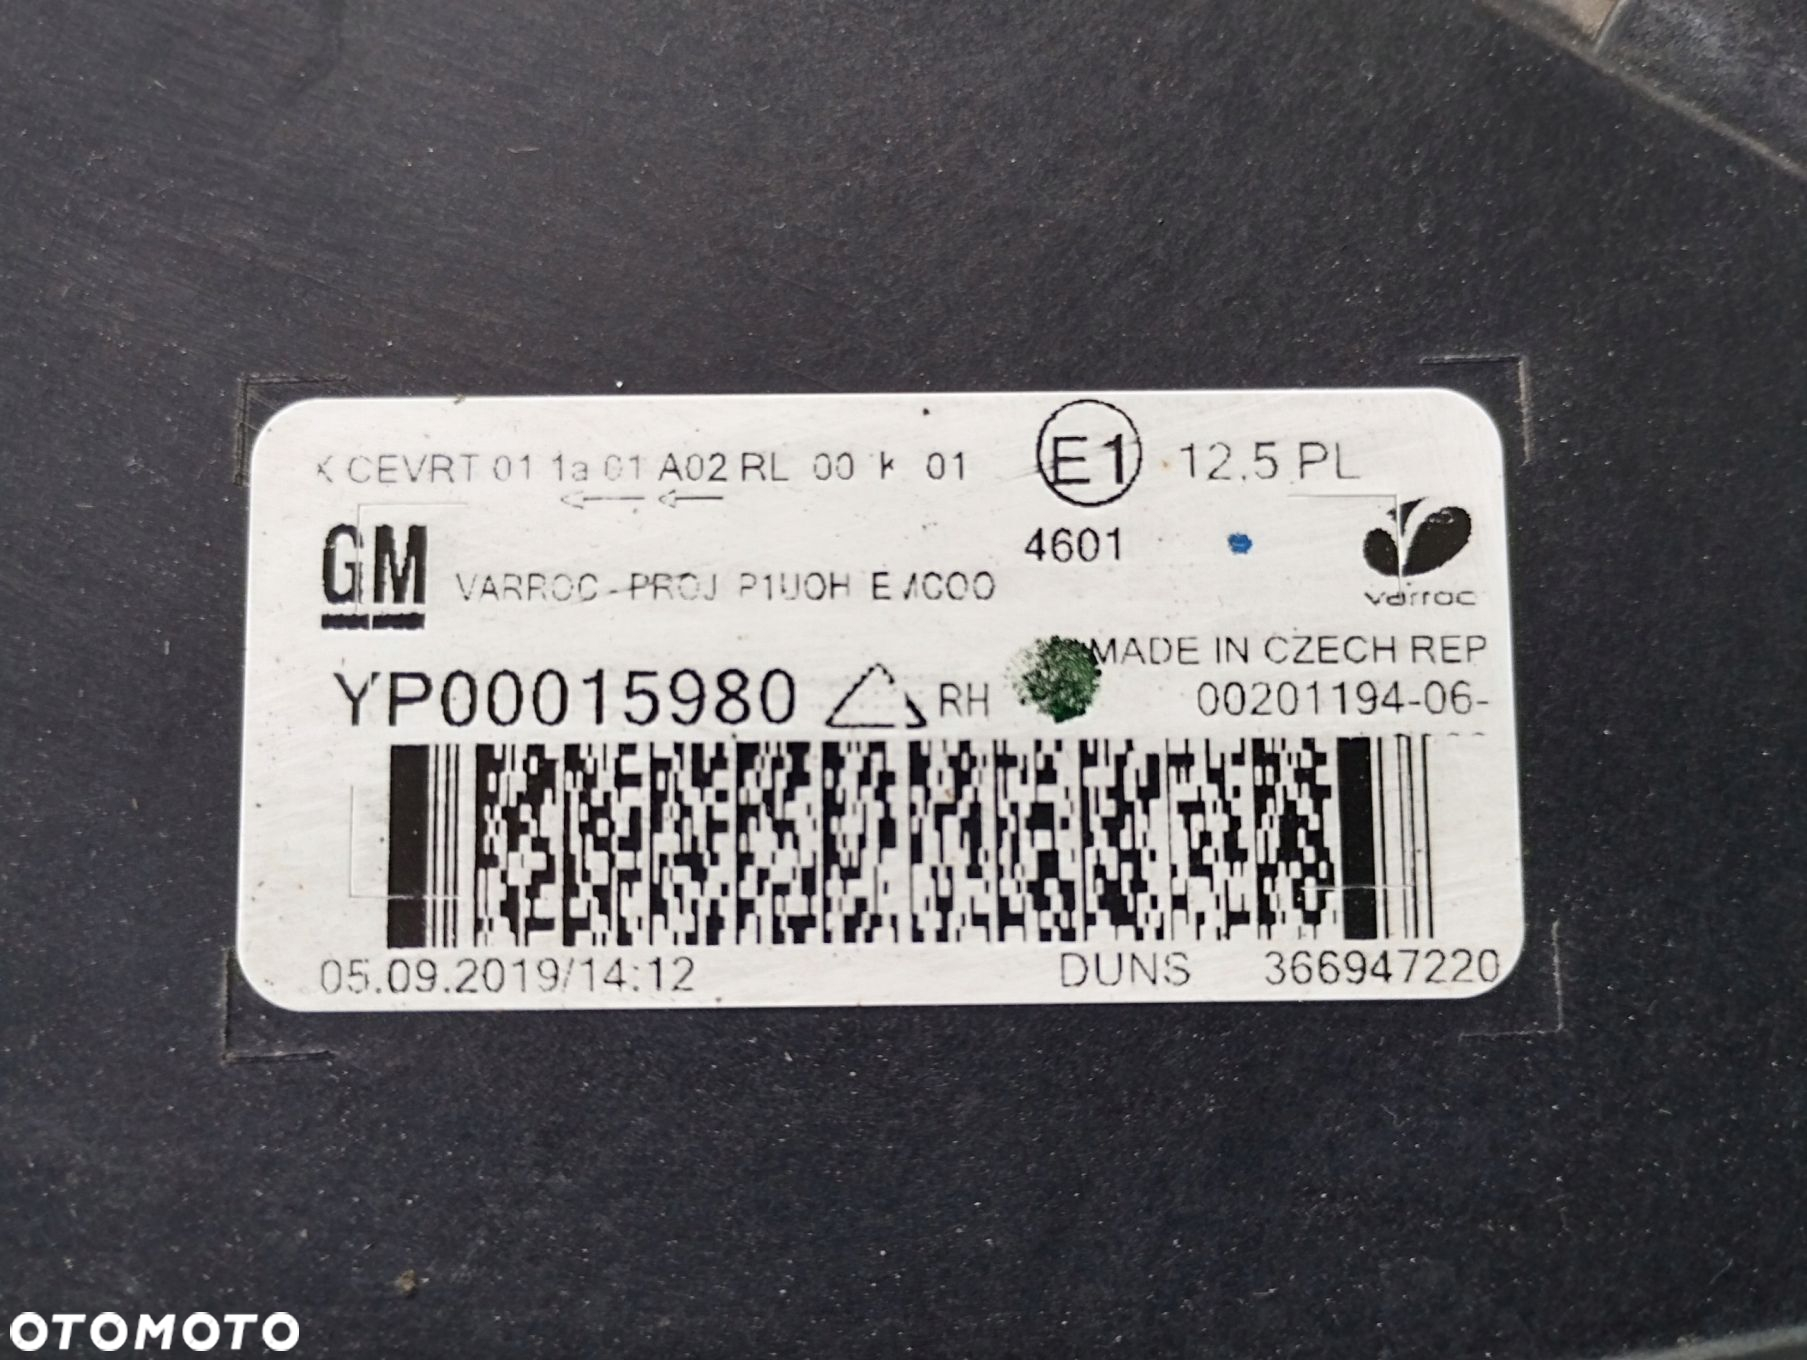 X CEVRT 01 1a 01 A02 RL 00 k 01
E1 12.5 PL
4601
GM
varroc
VARROC-PROJ P1UOH
MADE IN CZECH REP
YP00015980 RH
00201194-06-
05.09.2019/14:12 DUNS 366947220
OTOMOTO